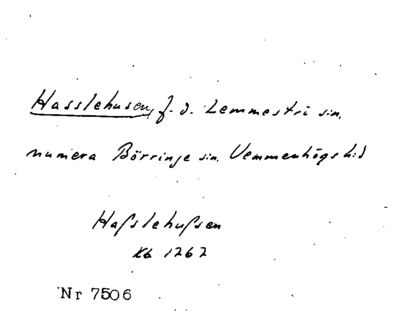 Hasslehusen, f. d. Lemmeströ sn,
numera Börringe sn. Vemmenhögs hd
Haſslehuſsen
Kb 1262
Nr 7506